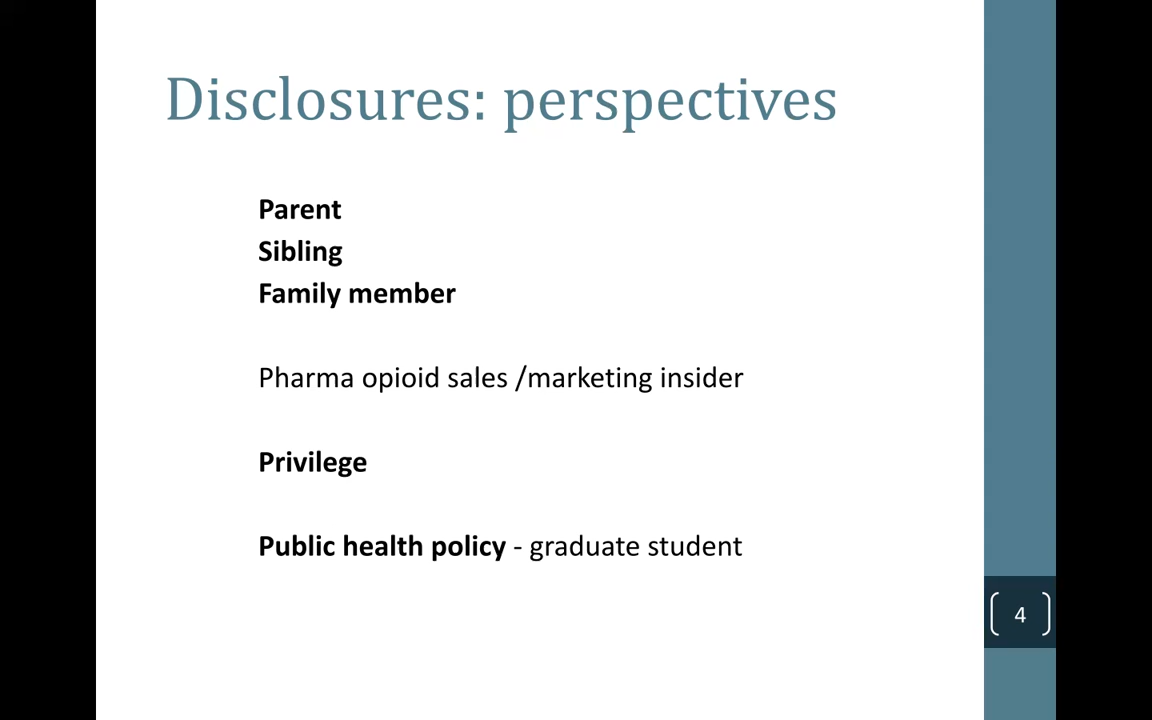 Disclosures: perspectives
Parent
Sibling
Family member
Pharma opioid sales /marketing insider
Privilege
Public health policy - graduate student
4